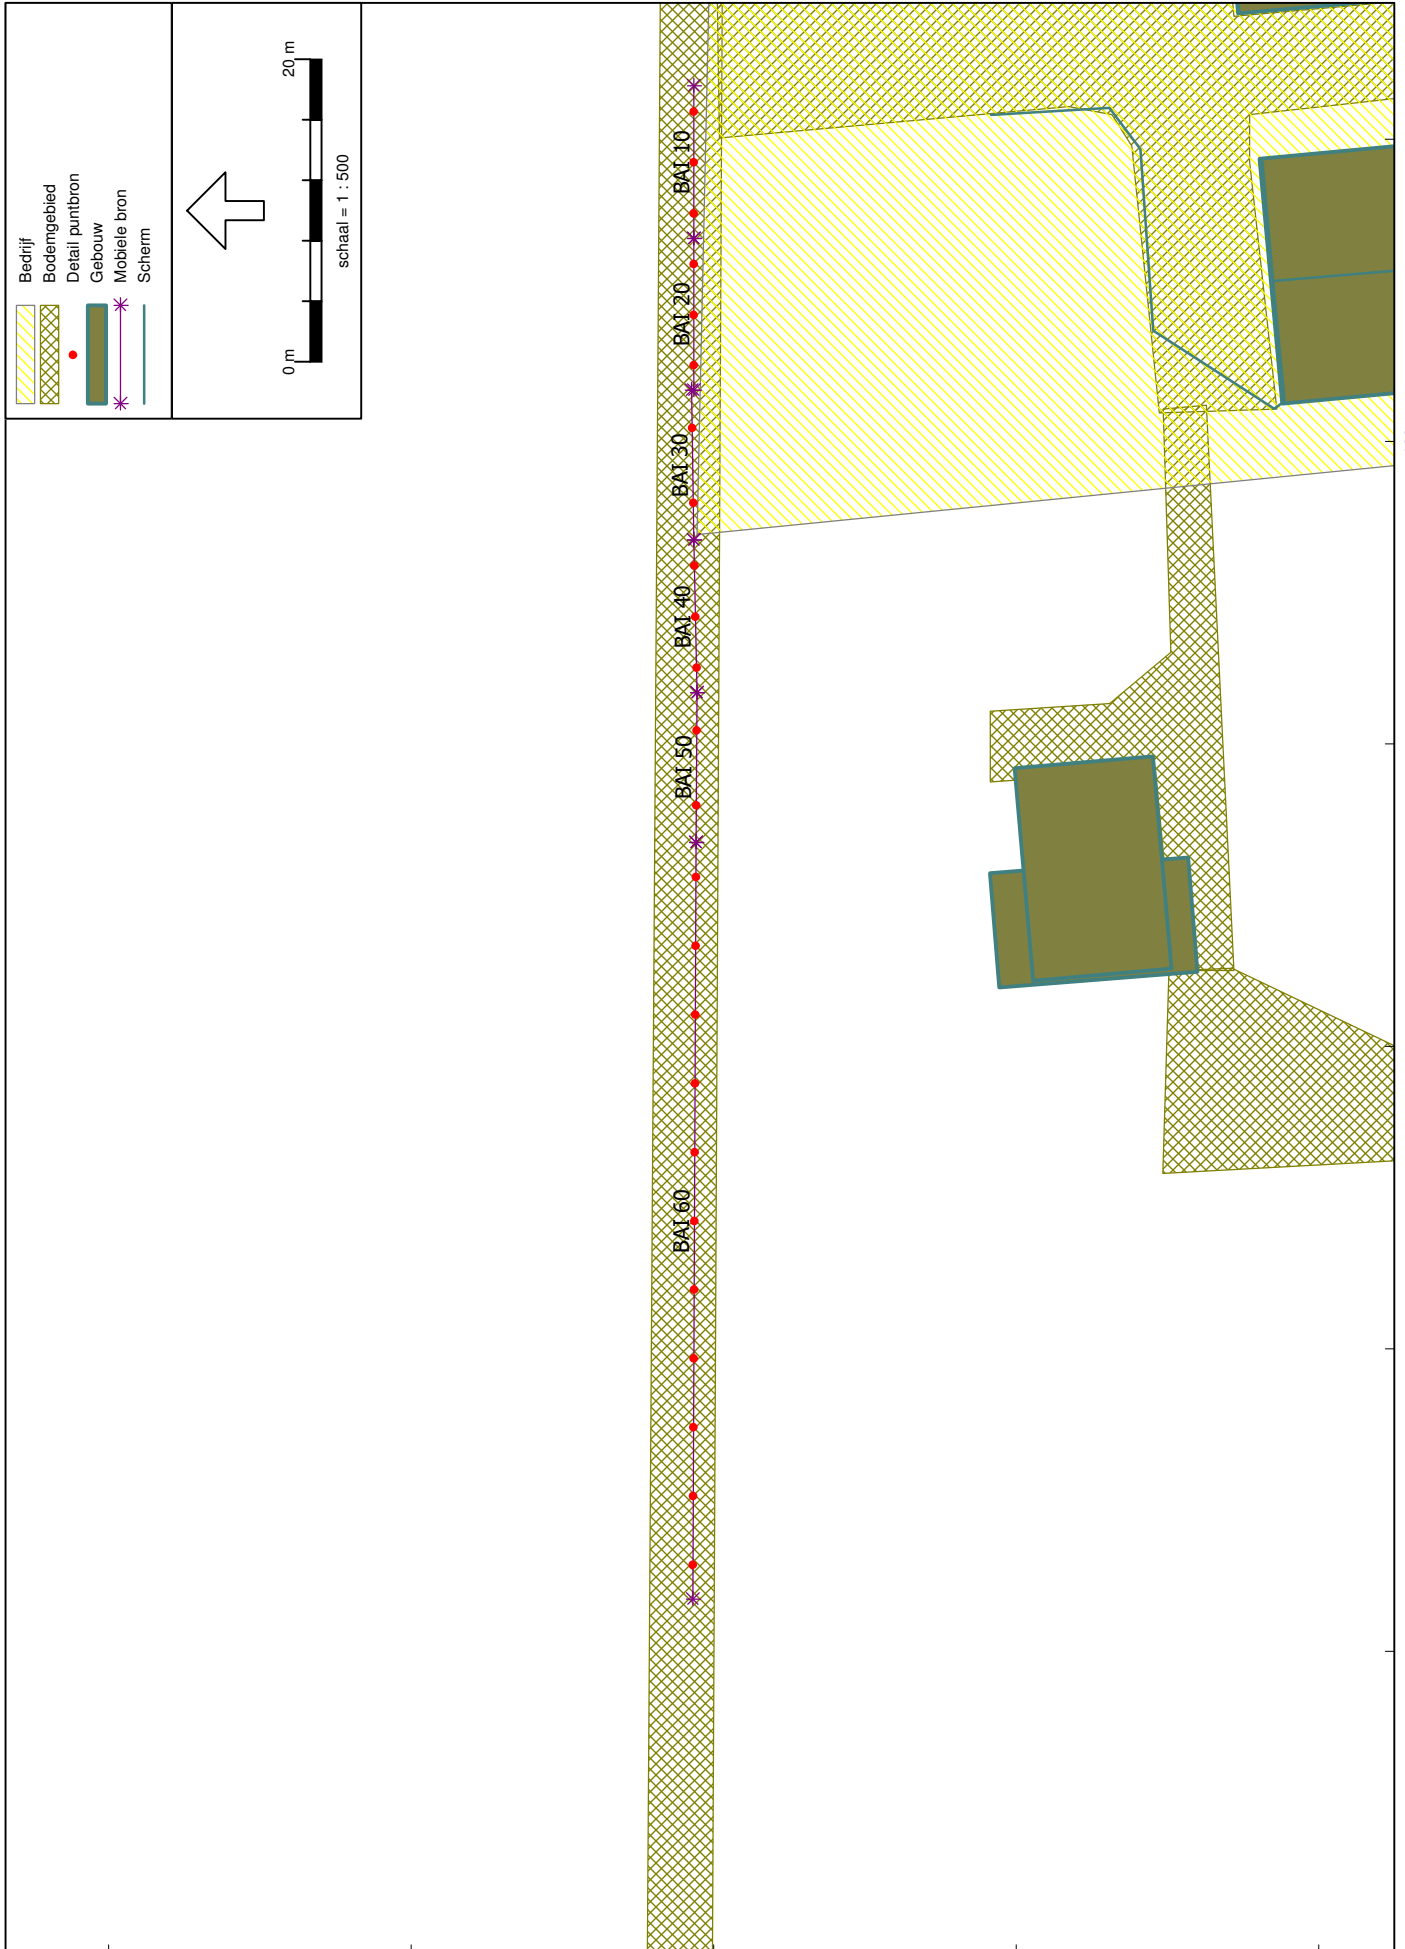 Bedrijf
Bodemgebied
Detail puntbron
Gebouw
Mobiele bron
Scherm
0 m
20 m
schaal = 1 : 500
BAI 60
BAI 50
BAI 40
BAI 30
BAI 20
BAI 10